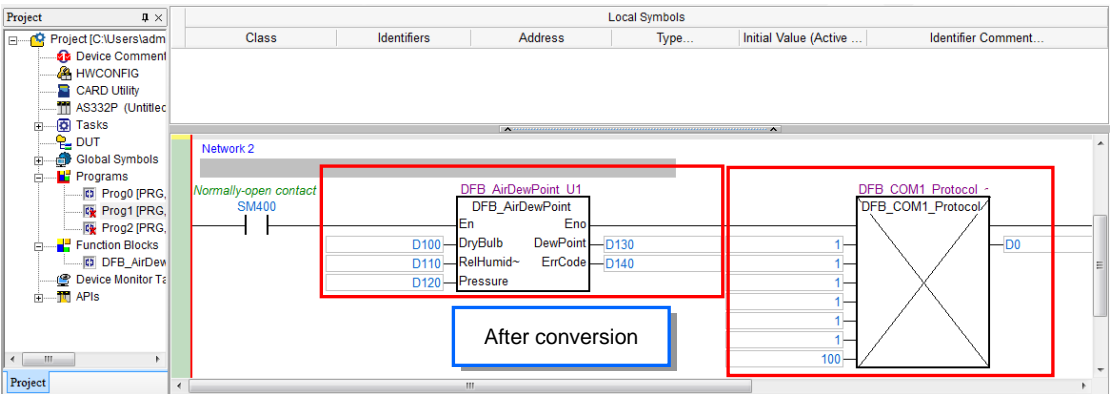 Project
Project [C:\Users\adm
Device Comment
HWCONFIG
CARD Utility
AS332P (Untitled
Tasks
DUT
Global Symbols
Programs
Prog0 [PRG,
Prog1 [PRG,
Prog2 [PRG,
Function Blocks
DFB_AirDew
Device Monitor Ta
APIs
Project
Local Symbols
Class Identifiers Address Type... Initial Value (Active ... Identifier Comment...
Network 2
Normally-open contact
SM400
DFB_AirDewPoint_U1
DFB_AirDewPoint
En Eno
D100 DryBulb DewPoint D130
D110 RelHumid~ ErrCode D140
D120 Pressure
After conversion
DFB_COM1_Protocol_~
DFB_COM1_Protocol
1 D0
1
1
1
1
1
100